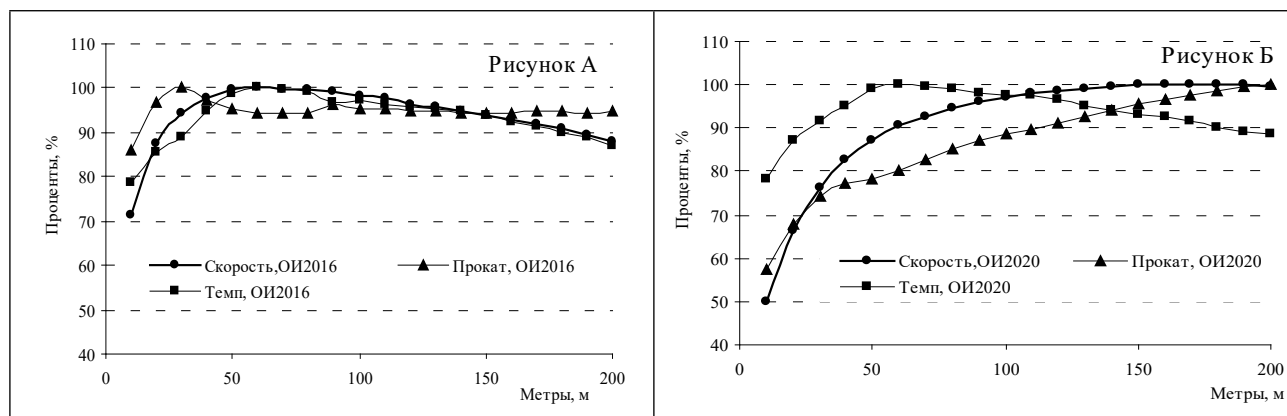 Рисунок А
Проценты, %
110
100
90
80
70
60
50
40
Скорость,ОИ2016
Прокат, ОИ2016
Темп, ОИ2016
0
50
100
150
200
Метры, м
Рисунок Б
Проценты, %
110
100
90
80
70
60
50
40
Скорость,ОИ2020
Прокат, ОИ2020
Темп, ОИ2020
0
50
100
150
200
Метры, м